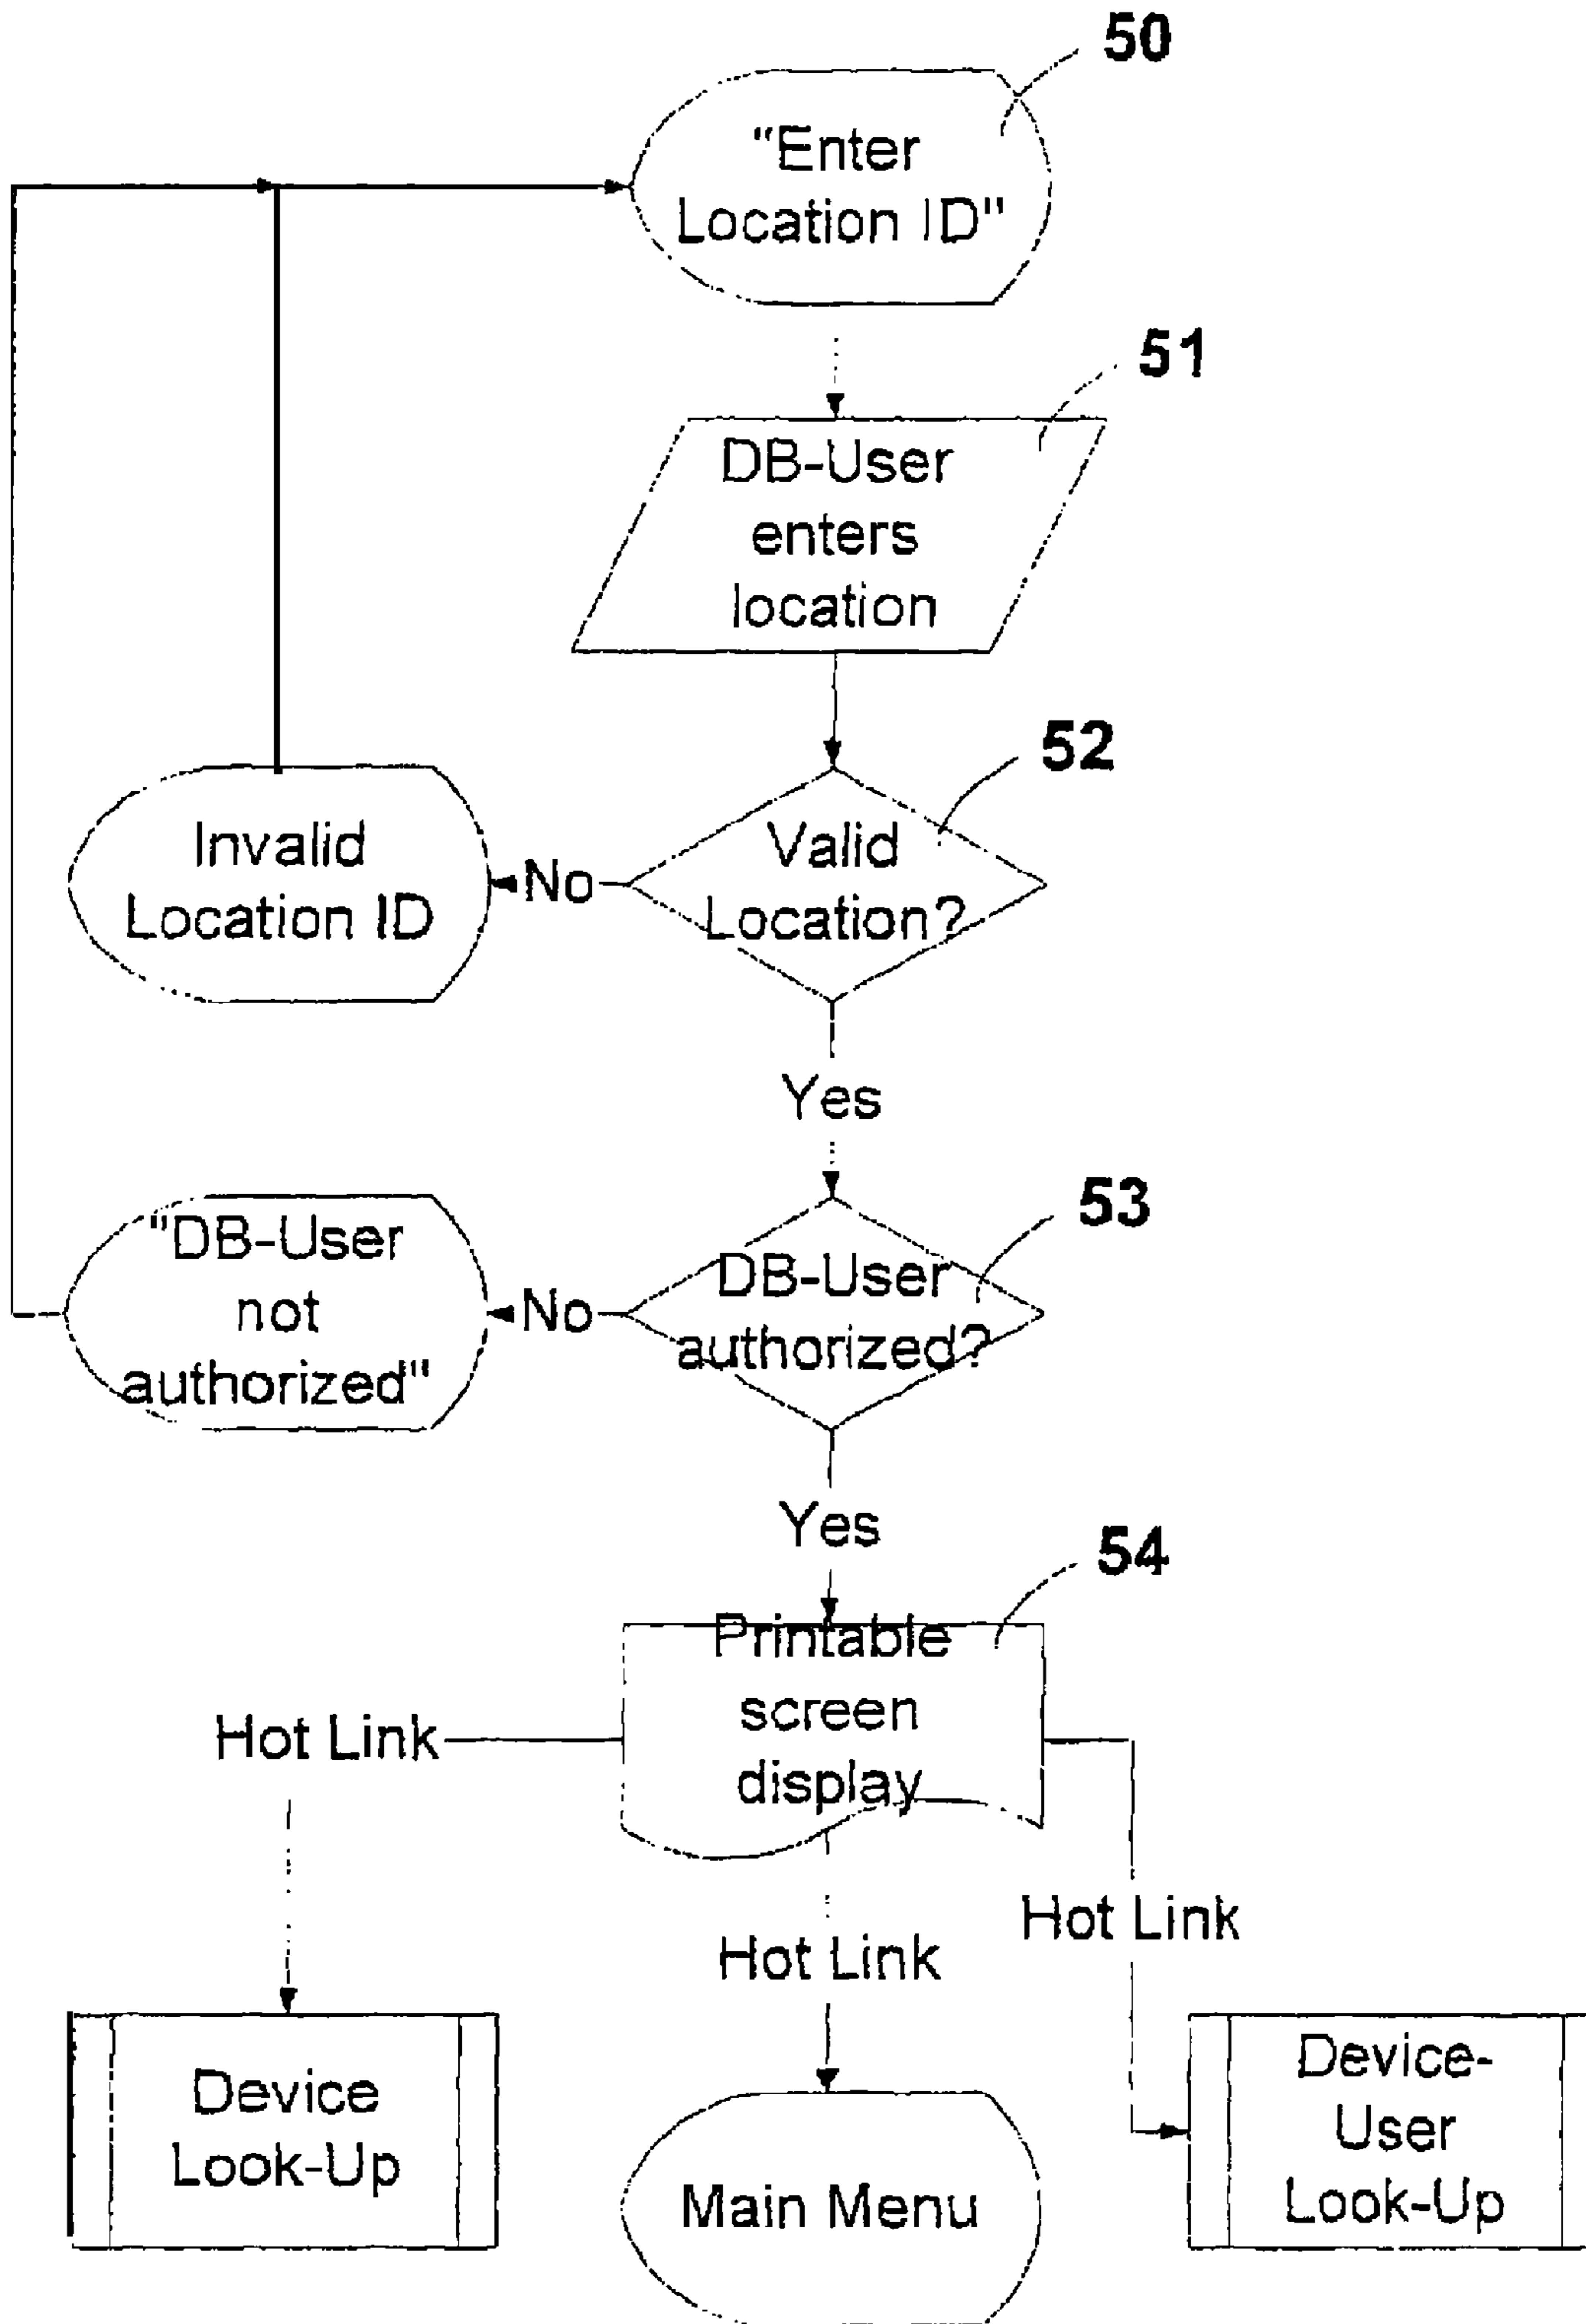 50
"Enter
Location ID"
51
DB-User
enters
location
52
Valid
Location?
No
Invalid
Location ID
Yes
53
DB-User
authorized?
No
"DB-User
not
authorized"
Yes
54
Printable
screen
display
Hot Link
Hot Link
Hot Link
Device
Look-Up
Main Menu
Device-
User
Look-Up